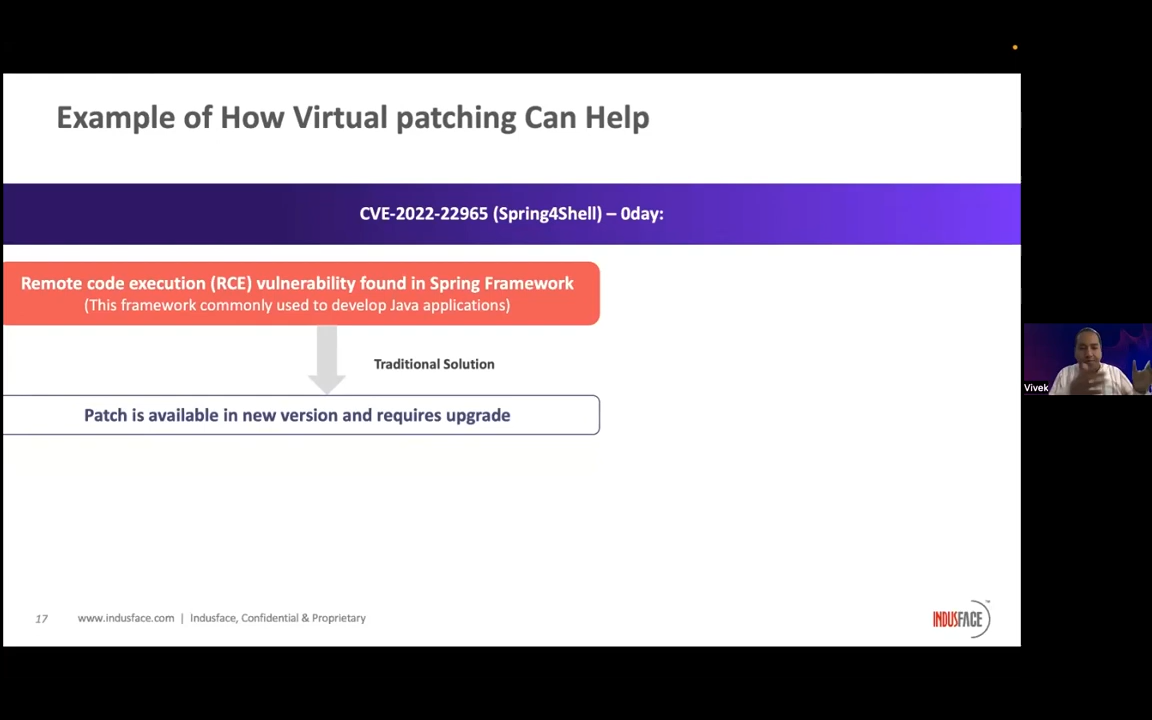 Example of How Virtual patching Can Help
CVE-2022-22965 (Spring4Shell) – 0day:
Remote code execution (RCE) vulnerability found in Spring Framework
(This framework commonly used to develop Java applications)
Traditional Solution
Patch is available in new version and requires upgrade
Vivek
17 www.indusface.com | Indusface, Confidential & Proprietary
INDUSFACE™